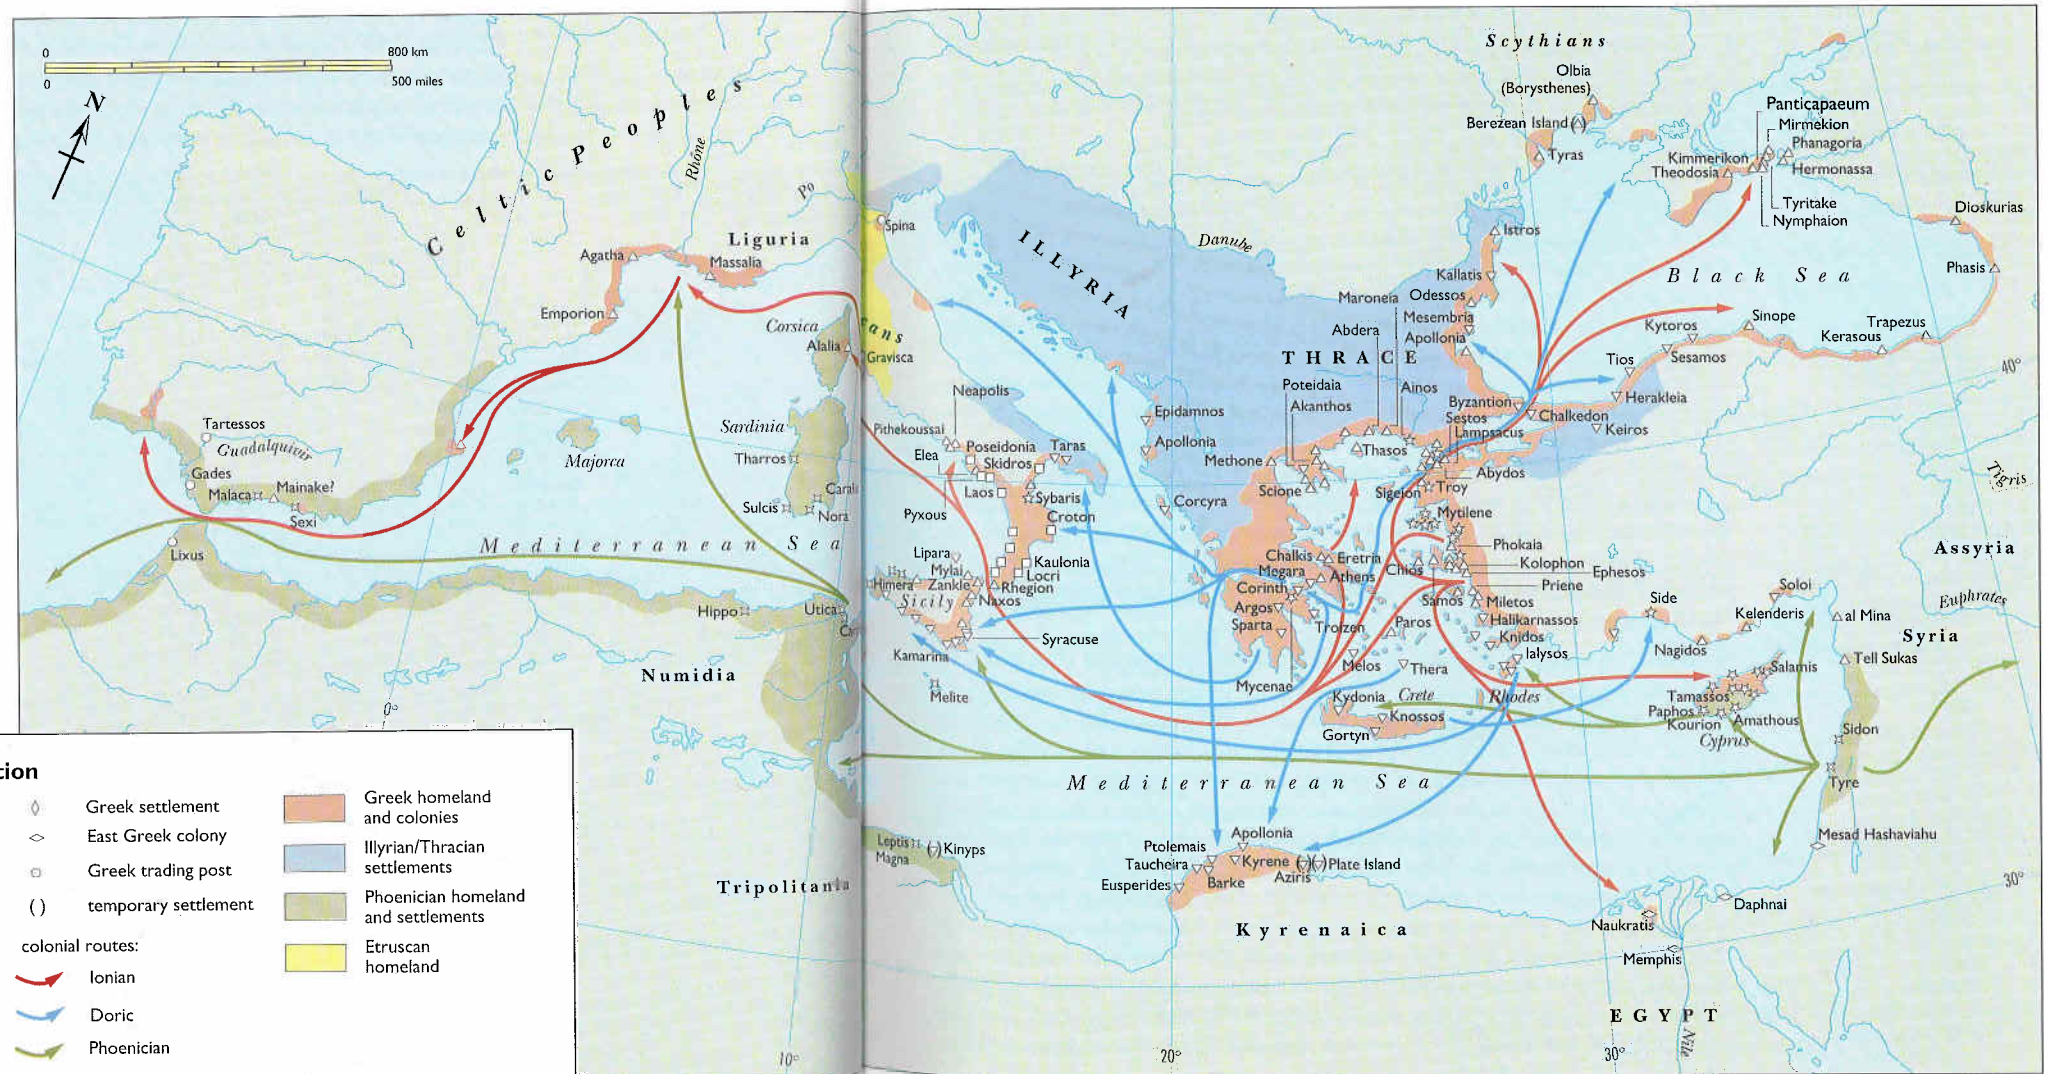 0 800 km
0 500 miles
N
Celtic Peoples
Rhône
Po
Liguria
Agatha
Massalia
Emporion
Corsica
Alalia
Spina
Gravisca
Tartessos
Guadalquivir
Gades
Malaca
Mainake?
Sexi
Lixus
Majorca
Sardinia
Tharros
Sulcis
Nora
Mediterranean Sea
Hippo
Utica
Numidia
0°
Tripolitania
10°
Scythians
Olbia
(Borysthenes)
Berezean Island
Tyras
Panticapaeum
Mirmekion
Phanagoria
Kimmerikon
Theodosia
Hermonassa
Tyritake
Nymphaion
Dioskurias
Phasis
Istros
Danube
ILLYRIA
Kallatis
Black Sea
Maroneia
Odessos
Mesembria
Abdera
Apollonia
THRACE
Kytoros
Sinope
Trapezus
Kerasous
Sesamos
Tios
40°
Poteidaia
Ainos
Akanthos
Byzantion
Herakleia
Sestos
Chalkedon
Lampsacus
Keiros
Neapolis
Pithekoussai
Poseidonia
Taras
Elea
Skidros
Laos
Sybaris
Pyxous
Croton
Epidamnos
Apollonia
Methone
Thasos
Abydos
Scione
Sigeion
Troy
Corcyra
Mytilene
Tigris
Lipara
Mylai
Kaulonia
Himera
Zankle
Locri
Rhegion
Sicily
Naxos
Syracuse
Kamarina
Melite
Chalkis
Eretria
Megara
Athens
Corinth
Argos
Sparta
Troizen
Mycenae
Chios
Phokaia
Kolophon
Ephesos
Priene
Samos
Miletos
Halikarnassos
Paros
Knidos
Ialysos
Melos
Thera
Kydonia
Crete
Rhodes
Knossos
Gortyn
Assyria
Side
Soloi
Kelenderis
al Mina
Euphrates
Syria
Nagidos
Tell Sukas
Salamis
Tamassos
Paphos
Kourion
Amathous
Cyprus
Sidon
Tyre
Mesad Hashaviahu
Mediterranean Sea
Leptis
Magna
( ) Kinyps
Apollonia
Ptolemais
Taucheira
Kyrene
Plate Island
Aziris
Barke
Eusperides
Kyrenaica
Naukratis
Daphnai
Memphis
30°
EGYPT
Nile
20°
30°
Greek settlement
East Greek colony
Greek trading post
( ) temporary settlement
colonial routes:
Ionian
Doric
Phoenician
Greek homeland
and colonies
Illyrian/Thracian
settlements
Phoenician homeland
and settlements
Etruscan
homeland